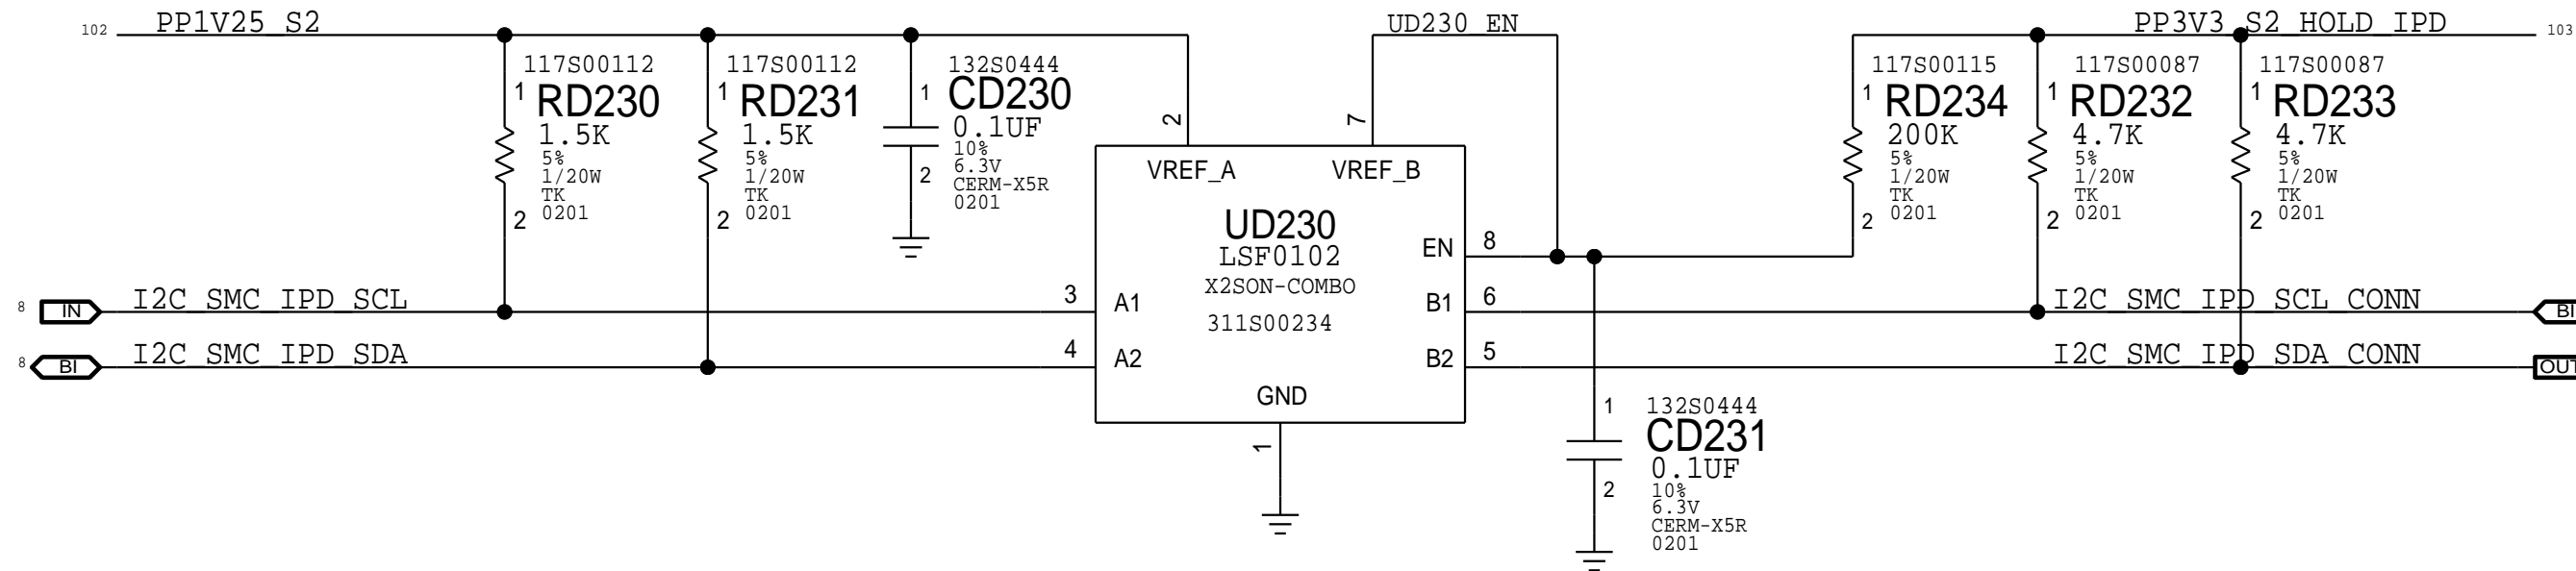 102 PP1V25_S2
UD230_EN
PP3V3_S2_HOLD_IPD 103
117S00112
1 RD230
1.5K
5%
1/20W
TK
0201
2
117S00112
1 RD231
1.5K
5%
1/20W
TK
0201
2
132S0444
1 CD230
0.1UF
10%
6.3V
2 CERM-X5R
0201
2
7
VREF_A VREF_B
UD230
LSF0102
X2SON-COMBO
311S00234
EN 8
3 A1
B1 6
4 A2
B2 5
GND
1
117S00115
1 RD234
200K
5%
1/20W
TK
0201
2
117S00087
1 RD232
4.7K
5%
1/20W
TK
0201
2
117S00087
1 RD233
4.7K
5%
1/20W
TK
0201
2
8 IN I2C_SMC_IPD_SCL
8 BI I2C_SMC_IPD_SDA
I2C_SMC_IPD_SCL_CONN BI
I2C_SMC_IPD_SDA_CONN OUT
132S0444
1 CD231
0.1UF
2 10%
6.3V
CERM-X5R
0201